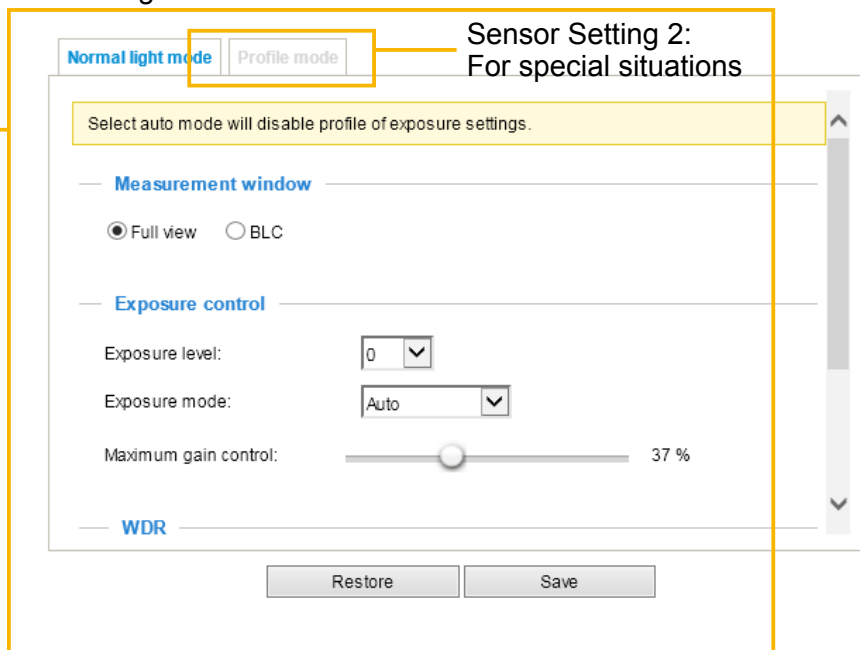 Sensor Setting 2:
For special situations
Normal light mode Profile mode
Select auto mode will disable profile of exposure settings.
Measurement window
Full view BLC
Exposure control
Exposure level: 0
Exposure mode: Auto
Maximum gain control: 37 %
WDR
Restore Save